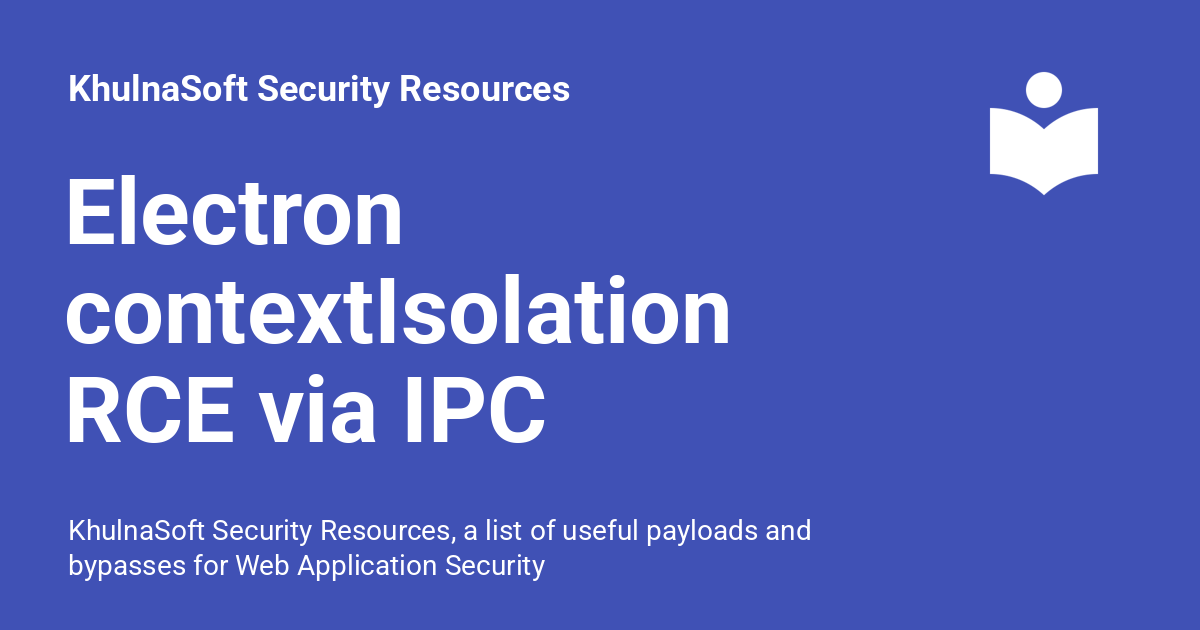 KhulnaSoft Security Resources
Electron
contextIsolation
RCE via IPC
KhulnaSoft Security Resources, a list of useful payloads and
bypasses for Web Application Security